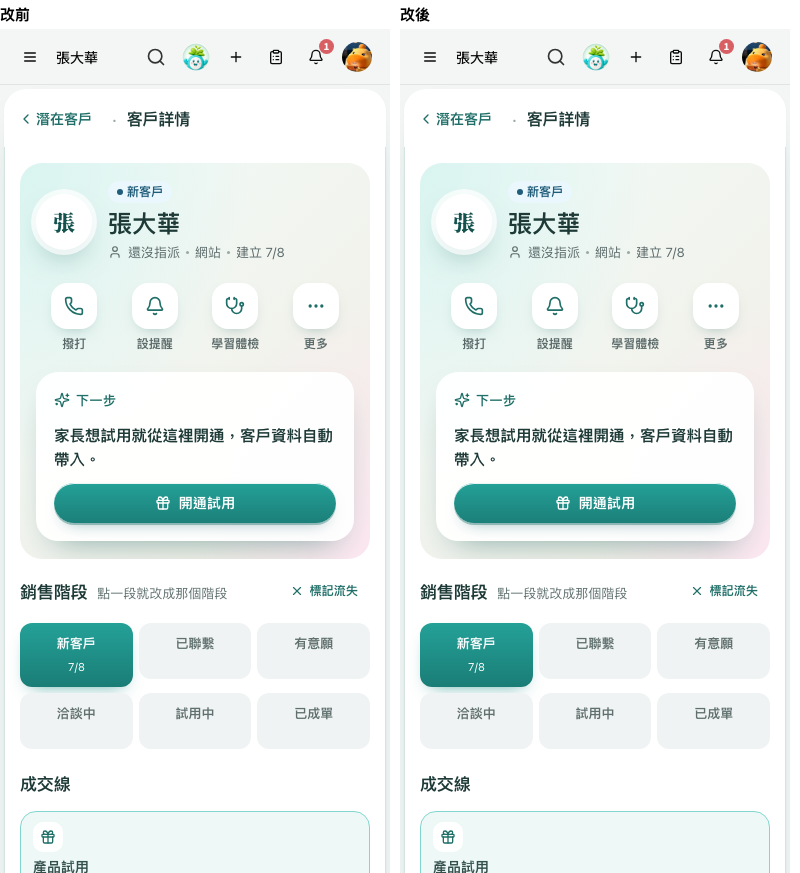 改前
張大華
1
潛在客戶 · 客戶詳情
新客戶
張
張大華
還沒指派・網站・建立 7/8
撥打 設提醒 學習體檢 更多
下一步
家長想試用就從這裡開通，客戶資料自動
帶入。
開通試用
銷售階段 點一段就改成那個階段 標記流失
新客戶 已聯繫 有意願
7/8
洽談中 試用中 已成單
成交線
產品試用
改後
張大華
1
潛在客戶 · 客戶詳情
新客戶
張
張大華
還沒指派・網站・建立 7/8
撥打 設提醒 學習體檢 更多
下一步
家長想試用就從這裡開通，客戶資料自動
帶入。
開通試用
銷售階段 點一段就改成那個階段 標記流失
新客戶 已聯繫 有意願
7/8
洽談中 試用中 已成單
成交線
產品試用